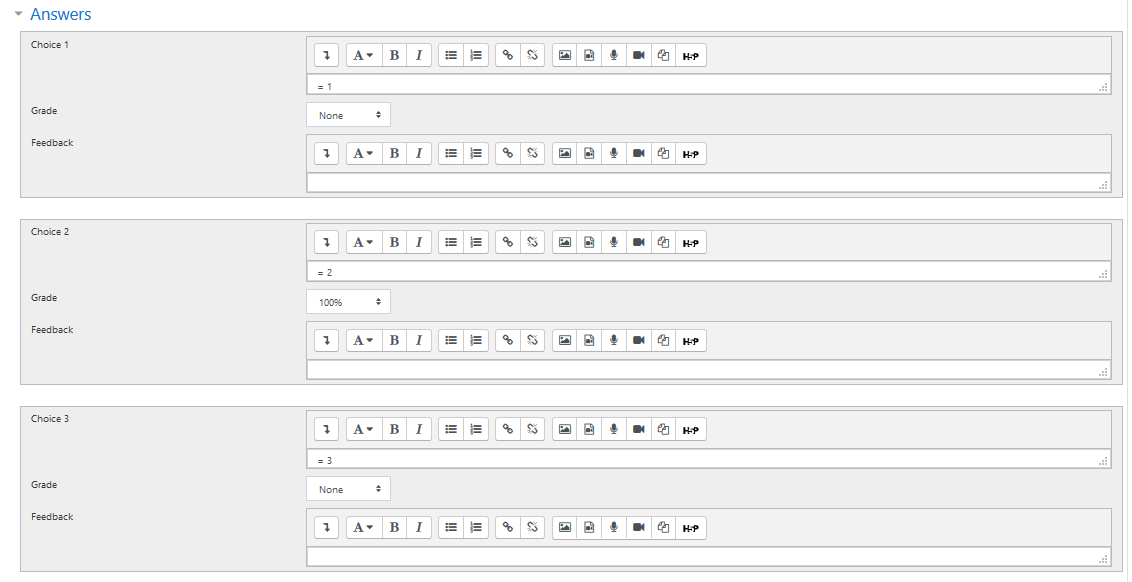 Answers
Choice 1
A B I H-P
= 1
Grade
None
Feedback
A B I H-P
Choice 2
A B I H-P
= 2
Grade
100%
Feedback
A B I H-P
Choice 3
A B I H-P
= 3
Grade
None
Feedback
A B I H-P